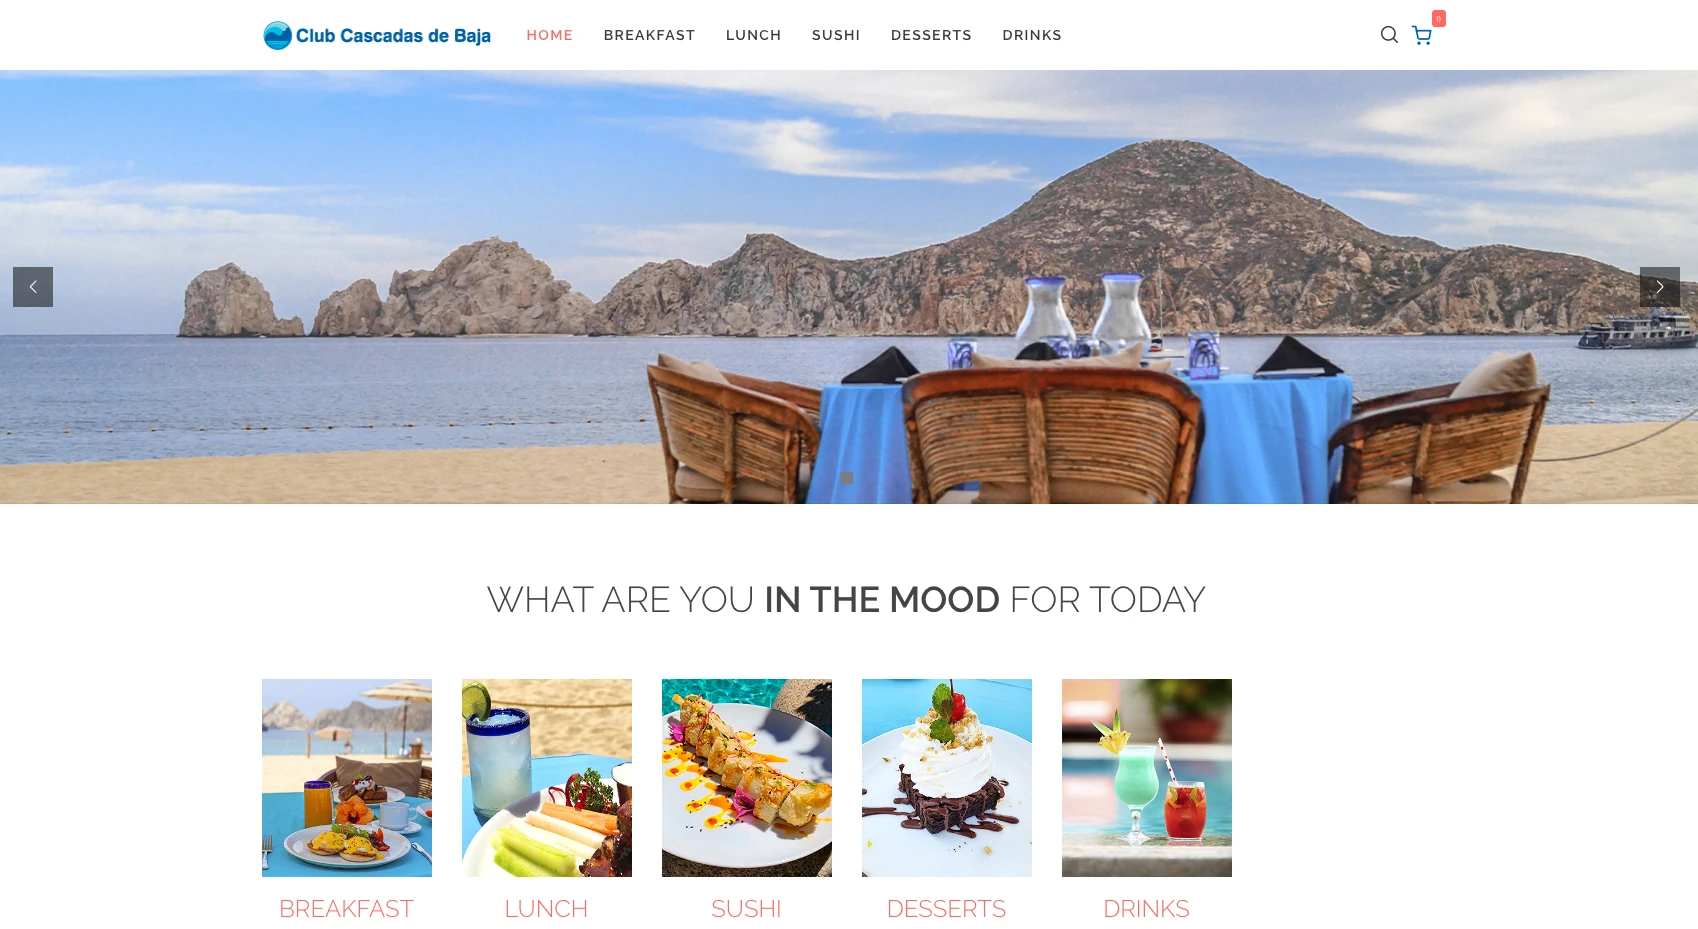 Club Cascadas de Baja
HOME BREAKFAST LUNCH SUSHI DESSERTS DRINKS
0
WHAT ARE YOU IN THE MOOD FOR TODAY
BREAKFAST LUNCH SUSHI DESSERTS DRINKS